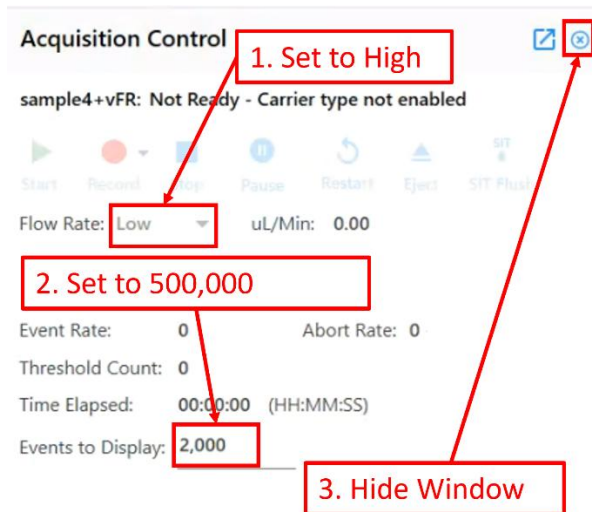 Acquisition Control
1. Set to High
sample4+vFR: Not Ready - Carrier type not enabled
SIT
Start Record Stop Pause Restart Eject SIT Flush
Flow Rate: Low uL/Min: 0.00
2. Set to 500,000
Event Rate: 0 Abort Rate: 0
Threshold Count: 0
Time Elapsed: 00:00:00 (HH:MM:SS)
Events to Display: 2,000
3. Hide Window